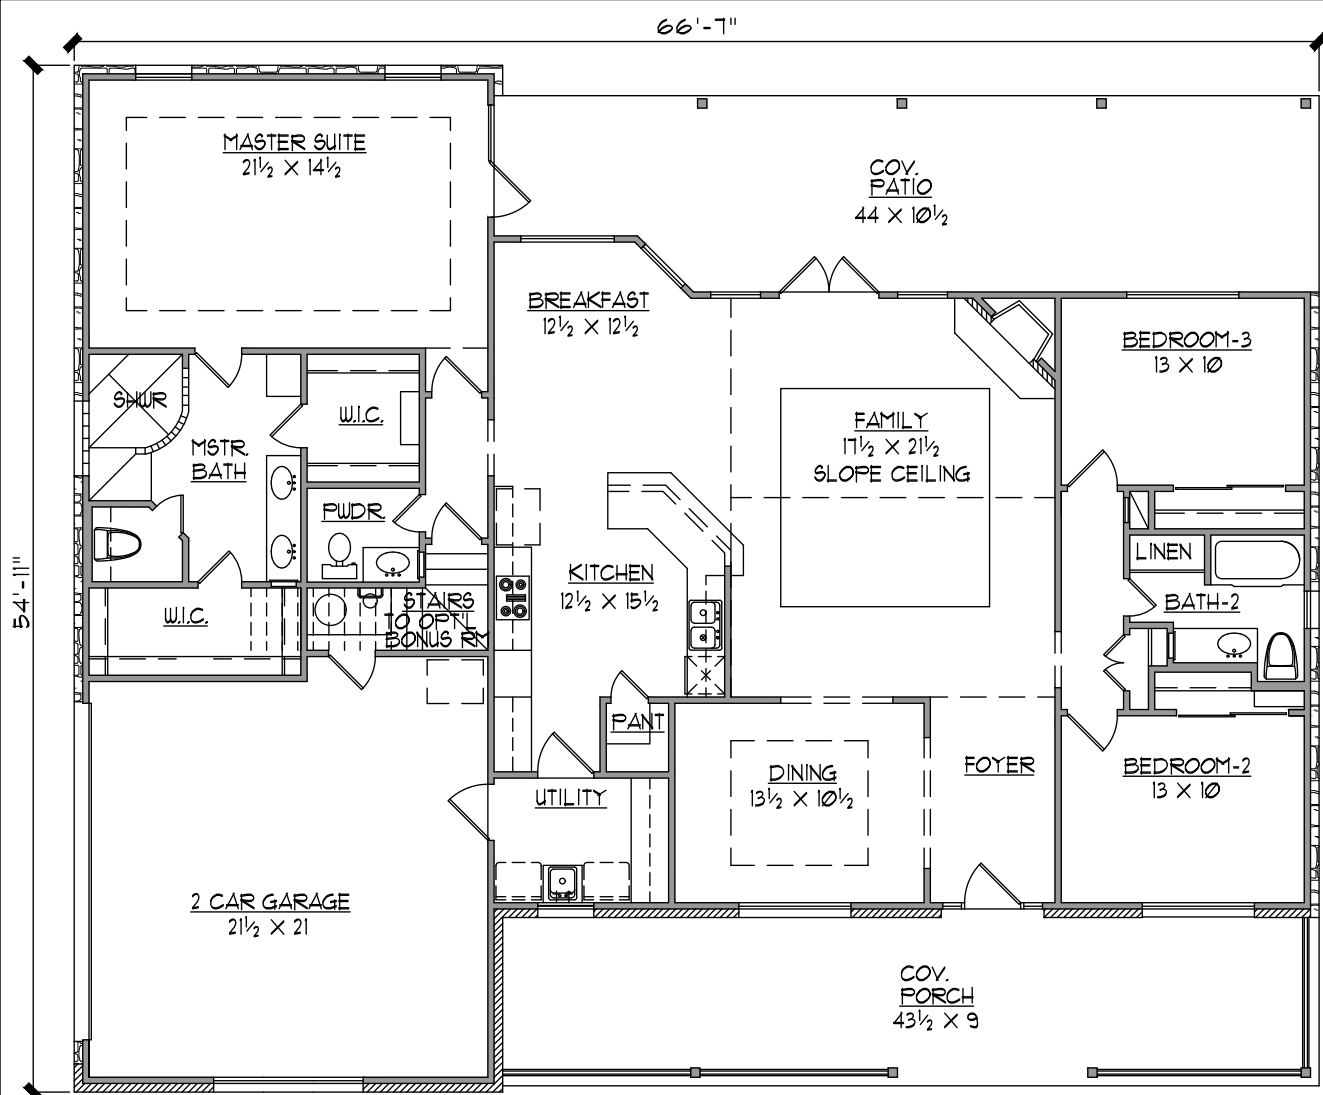 66'-7"
54'-11"
MASTER SUITE
21½ X 14½
COV.
PATIO
44 X 10½
BREAKFAST
12½ X 12½
BEDROOM-3
13 X 10
SHWR
MSTR.
BATH
W.I.C.
FAMILY
17½ X 21½
SLOPE CEILING
PWDR.
LINEN
KITCHEN
12½ X 15½
BATH-2
W.I.C.
STAIRS
TO OPT'L
BONUS RM
PANT
DINING
13½ X 10½
FOYER
BEDROOM-2
13 X 10
UTILITY
2 CAR GARAGE
21½ X 21
COV.
PORCH
43½ X 9